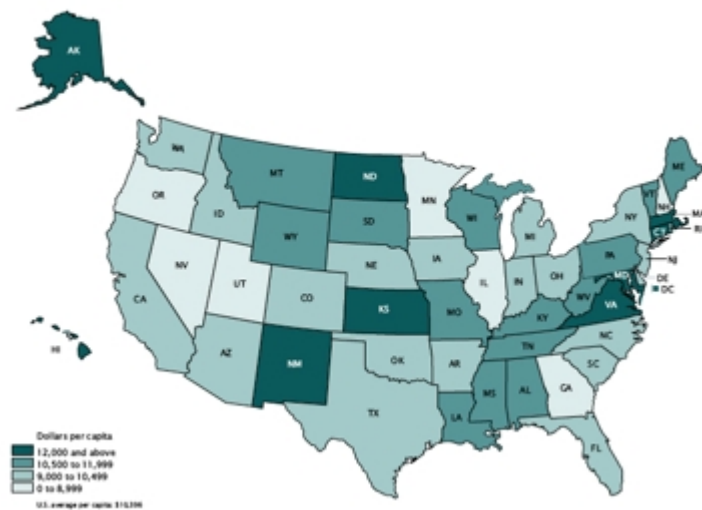 AK
WA
MT
ND
MN
ME
VT
NH
OR
ID
SD
WI
MI
NY
MA
RI
CT
WY
NE
IA
PA
NJ
NV
UT
CO
IL
IN
OH
DE
MD
DC
CA
KS
MO
WV
VA
KY
NC
AZ
NM
OK
AR
TN
SC
HI
TX
LA
MS
AL
GA
FL
Dollars per capita
12,000 and above
10,500 to 11,999
9,000 to 10,499
0 to 8,999
U.S. average per capita: